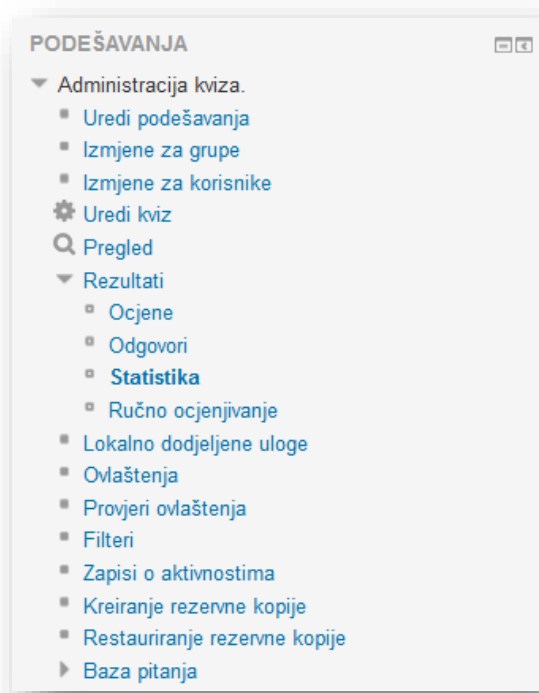 PODEŠAVANJA
Administracija kviza.
Uredi podešavanja
Izmjene za grupe
Izmjene za korisnike
Uredi kviz
Pregled
Rezultati
Ocjene
Odgovori
Statistika
Ručno ocjenjivanje
Lokalno dodjeljene uloge
Ovlaštenja
Provjeri ovlaštenja
Filteri
Zapisi o aktivnostima
Kreiranje rezervne kopije
Restauriranje rezervne kopije
Baza pitanja